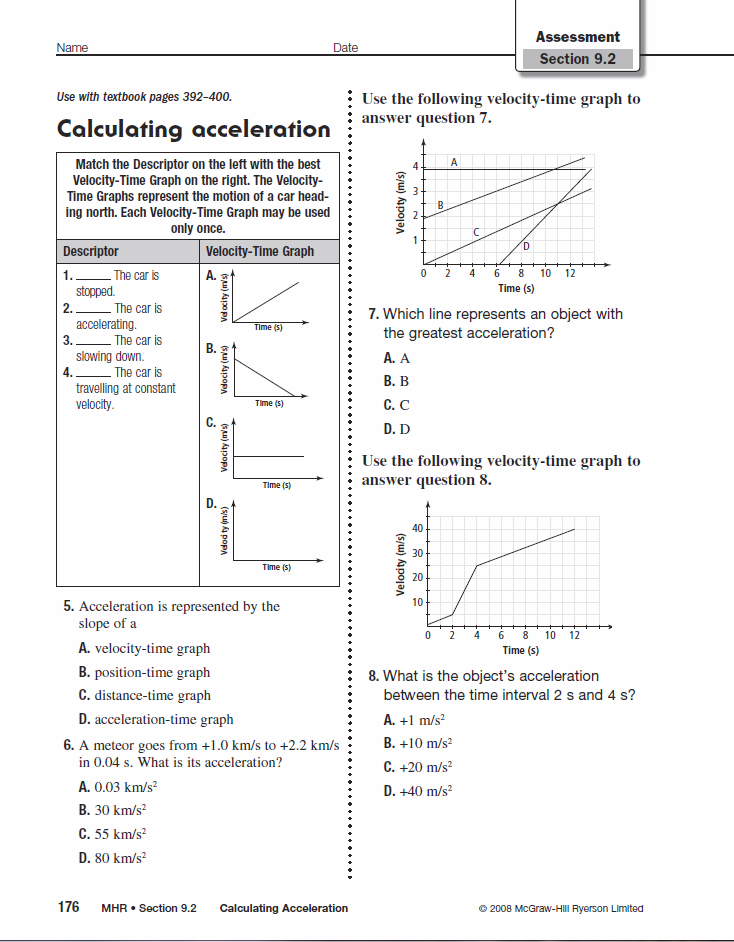 Name Date
Assessment
Section 9.2
Use with textbook pages 392–400.
Calculating acceleration
Match the Descriptor on the left with the best
Velocity-Time Graph on the right. The Velocity-
Time Graphs represent the motion of a car head-
ing north. Each Velocity-Time Graph may be used
only once.
Descriptor Velocity-Time Graph
1. ______ The car is
stopped.
2. ______ The car is
accelerating.
3. ______ The car is
slowing down.
4. ______ The car is
travelling at constant
velocity.
A.
Velocity (m/s)
Time (s)
B.
Velocity (m/s)
Time (s)
C.
Velocity (m/s)
Time (s)
D.
Velocity (m/s)
Time (s)
5. Acceleration is represented by the
slope of a
A. velocity-time graph
B. position-time graph
C. distance-time graph
D. acceleration-time graph
6. A meteor goes from +1.0 km/s to +2.2 km/s
in 0.04 s. What is its acceleration?
A. 0.03 km/s²
B. 30 km/s²
C. 55 km/s²
D. 80 km/s²
Use the following velocity-time graph to
answer question 7.
Velocity (m/s)
4
3
2
1
A
B
C
D
0 2 4 6 8 10 12
Time (s)
7. Which line represents an object with
the greatest acceleration?
A. A
B. B
C. C
D. D
Use the following velocity-time graph to
answer question 8.
Velocity (m/s)
40
30
20
10
0 2 4 6 8 10 12
Time (s)
8. What is the object's acceleration
between the time interval 2 s and 4 s?
A. +1 m/s²
B. +10 m/s²
C. +20 m/s²
D. +40 m/s²
176 MHR • Section 9.2 Calculating Acceleration © 2008 McGraw-Hill Ryerson Limited